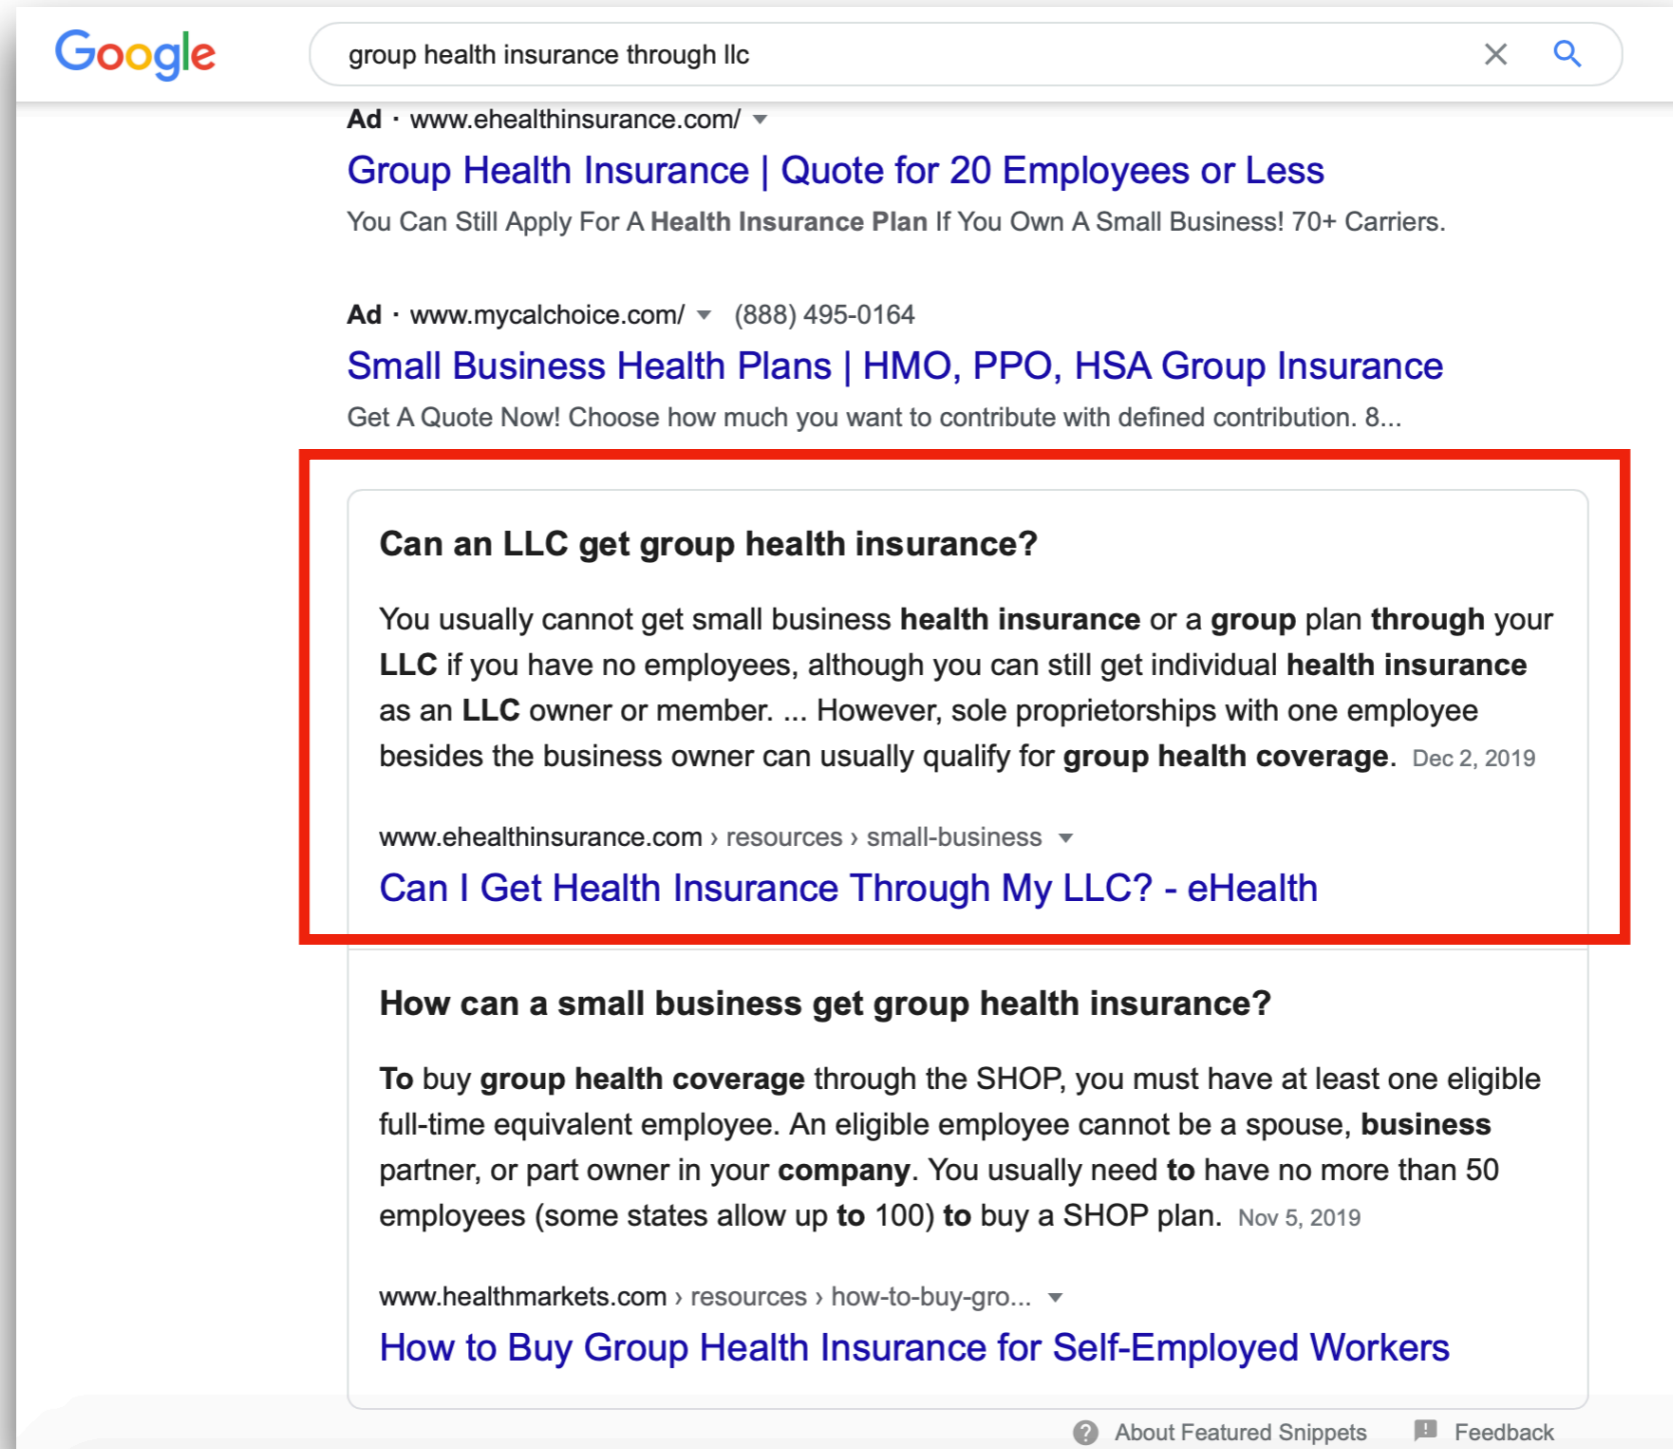 Google
group health insurance through llc
Ad · www.ehealthinsurance.com/
Group Health Insurance | Quote for 20 Employees or Less
You Can Still Apply For A Health Insurance Plan If You Own A Small Business! 70+ Carriers.
Ad · www.mycalchoice.com/ (888) 495-0164
Small Business Health Plans | HMO, PPO, HSA Group Insurance
Get A Quote Now! Choose how much you want to contribute with defined contribution. 8...
Can an LLC get group health insurance?
You usually cannot get small business health insurance or a group plan through your
LLC if you have no employees, although you can still get individual health insurance
as an LLC owner or member. ... However, sole proprietorships with one employee
besides the business owner can usually qualify for group health coverage. Dec 2, 2019
www.ehealthinsurance.com › resources › small-business
Can I Get Health Insurance Through My LLC? - eHealth
How can a small business get group health insurance?
To buy group health coverage through the SHOP, you must have at least one eligible
full-time equivalent employee. An eligible employee cannot be a spouse, business
partner, or part owner in your company. You usually need to have no more than 50
employees (some states allow up to 100) to buy a SHOP plan. Nov 5, 2019
www.healthmarkets.com › resources › how-to-buy-gro...
How to Buy Group Health Insurance for Self-Employed Workers
About Featured Snippets Feedback